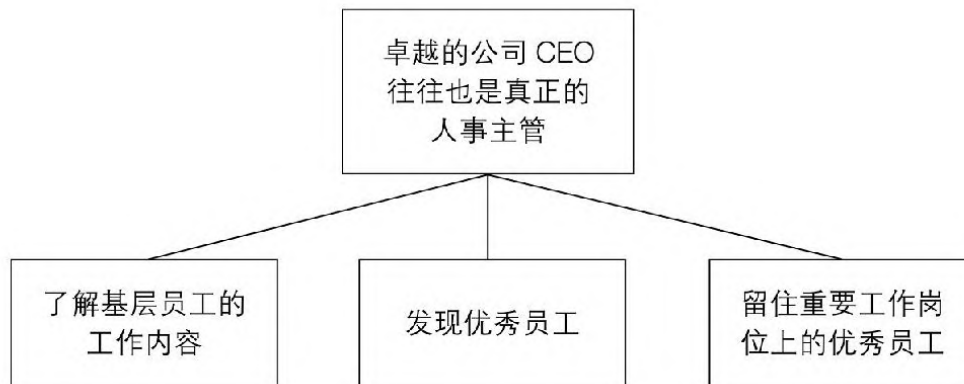 卓越的公司 CEO
往往也是真正的
人事主管
了解基层员工的
工作内容
发现优秀员工
留住重要工作岗
位上的优秀员工